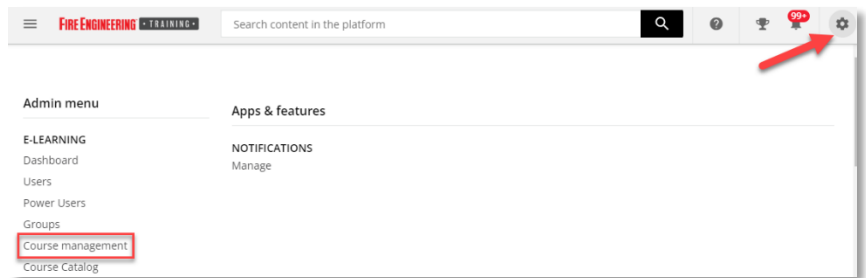 FIRE ENGINEERING • TRAINING •
Search content in the platform
99+
Admin menu
E-LEARNING
Dashboard
Users
Power Users
Groups
Course management
Course Catalog
Apps & features
NOTIFICATIONS
Manage